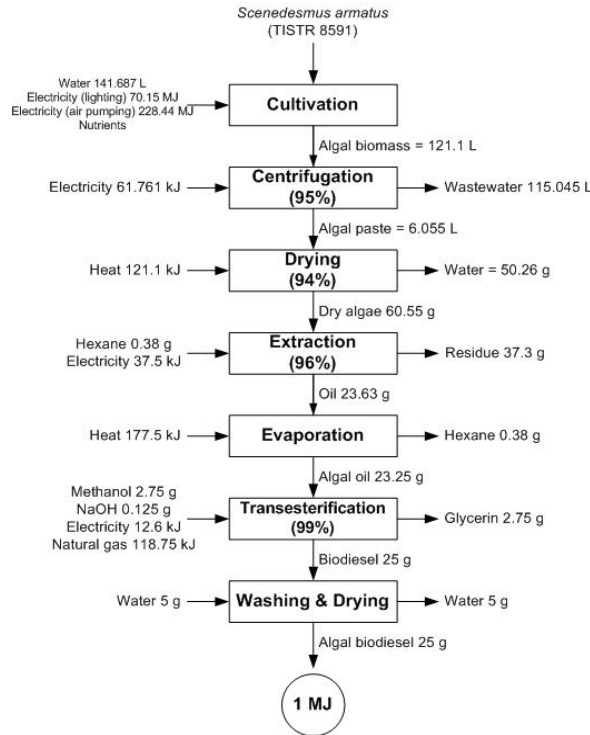 Scenedesmus armatus
(TISTR 8591)
Water 141.687 L
Electricity (lighting) 70.15 MJ
Electricity (air pumping) 228.44 MJ
Nutrients
Cultivation
Algal biomass = 121.1 L
Electricity 61.761 kJ
Centrifugation
(95%)
Wastewater 115.045 L
Algal paste = 6.055 L
Heat 121.1 kJ
Drying
(94%)
Water = 50.26 g
Dry algae 60.55 g
Hexane 0.38 g
Electricity 37.5 kJ
Extraction
(96%)
Residue 37.3 g
Oil 23.63 g
Heat 177.5 kJ
Evaporation
Hexane 0.38 g
Algal oil 23.25 g
Methanol 2.75 g
NaOH 0.125 g
Electricity 12.6 kJ
Natural gas 118.75 kJ
Transesterification
(99%)
Glycerin 2.75 g
Biodiesel 25 g
Water 5 g
Washing & Drying
Water 5 g
Algal biodiesel 25 g
1 MJ